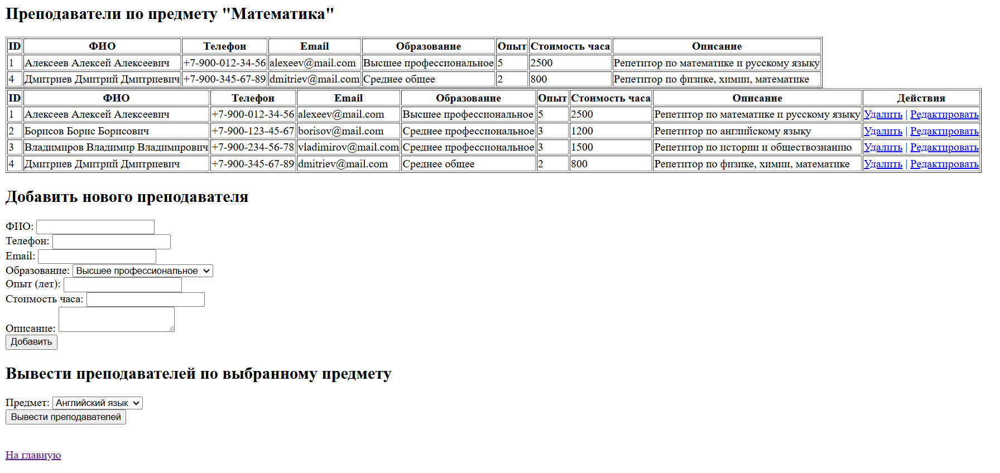 Преподаватели по предмету "Математика"
ID ФИО Телефон Email Образование Опыт Стоимость часа Описание
1 Алексеев Алексей Алексеевич +7-900-012-34-56 alexeev@mail.com Высшее профессиональное 5 2500 Репетитор по математике и русскому языку
4 Дмитриев Дмитрий Дмитриевич +7-900-345-67-89 dmitriev@mail.com Среднее общее 2 800 Репетитор по физике, химии, математике
ID ФИО Телефон Email Образование Опыт Стоимость часа Описание Действия
1 Алексеев Алексей Алексеевич +7-900-012-34-56 alexeev@mail.com Высшее профессиональное 5 2500 Репетитор по математике и русскому языку Удалить | Редактировать
2 Борисов Борис Борисович +7-900-123-45-67 borisov@mail.com Среднее профессиональное 3 1200 Репетитор по английскому языку Удалить | Редактировать
3 Владимиров Владимир Владимирович +7-900-234-56-78 vladimirov@mail.com Среднее профессиональное 3 1500 Репетитор по истории и обществознанию Удалить | Редактировать
4 Дмитриев Дмитрий Дмитриевич +7-900-345-67-89 dmitriev@mail.com Среднее общее 2 800 Репетитор по физике, химии, математике Удалить | Редактировать
Добавить нового преподавателя
ФИО:
Телефон:
Email:
Образование: Высшее профессиональное
Опыт (лет):
Стоимость часа:
Описание:
Добавить
Вывести преподавателей по выбранному предмету
Предмет: Английский язык
Вывести преподавателей
На главную